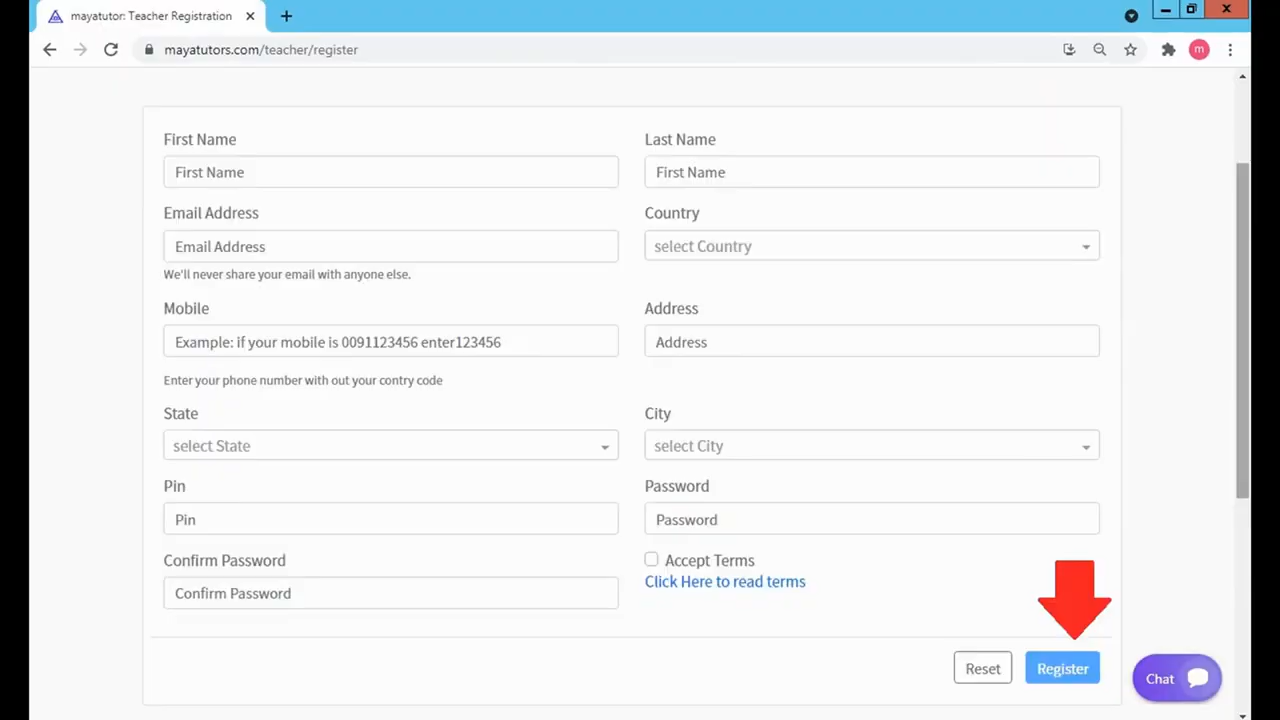 mayatutor: Teacher Registration
mayatutors.com/teacher/register
m
First Name
Last Name
First Name
First Name
Email Address
Country
Email Address
select Country
We'll never share your email with anyone else.
Mobile
Address
Example: if your mobile is 0091123456 enter123456
Address
Enter your phone number with out your contry code
State
City
select State
select City
Pin
Password
Pin
Password
Confirm Password
Accept Terms
Click Here to read terms
Confirm Password
Reset
Register
Chat